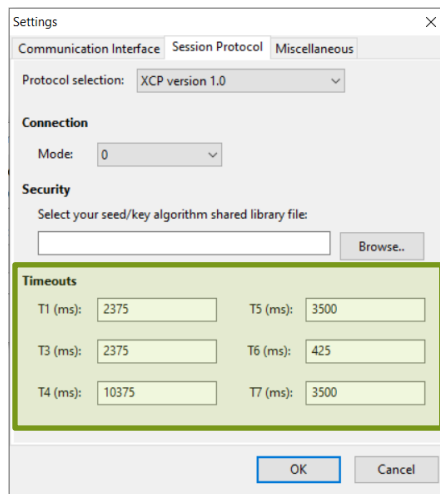 Settings
Communication Interface Session Protocol Miscellaneous
Protocol selection: XCP version 1.0
Connection
Mode: 0
Security
Select your seed/key algorithm shared library file:
Browse..
Timeouts
T1 (ms): 2375 T5 (ms): 3500
T3 (ms): 2375 T6 (ms): 425
T4 (ms): 10375 T7 (ms): 3500
OK Cancel